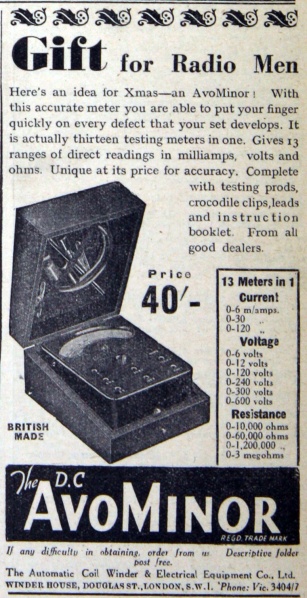 Gift for Radio Men
Here's an idea for Xmas—an AvoMinor! With
this accurate meter you are able to put your finger
quickly on every defect that your set develops. It
is actually thirteen testing meters in one. Gives 13
ranges of direct readings in milliamps, volts and
ohms. Unique at its price for accuracy. Complete
with testing prods,
crocodile clips, leads
and instruction
booklet. From all
good dealers.
Price
40/-
BRITISH
MADE
13 Meters in 1
Current
0-6 m/amps.
0-30 ,,
0-120 ,,
Voltage
0-6 volts
0-12 volts
0-120 volts
0-240 volts
0-300 volts
0-600 volts
Resistance
0-10,000 ohms
0-60,000 ohms
0-1,200,000 ,,
0-3 megohms
The D.C
AVOMINOR
REGD. TRADE MARK
If any difficulty in obtaining, order from us. Descriptive folder
post free.
The Automatic Coil Winder & Electrical Equipment Co., Ltd.
WINDER HOUSE, DOUGLAS ST., LONDON, S.W.1. 'Phone: Vic. 3404/7